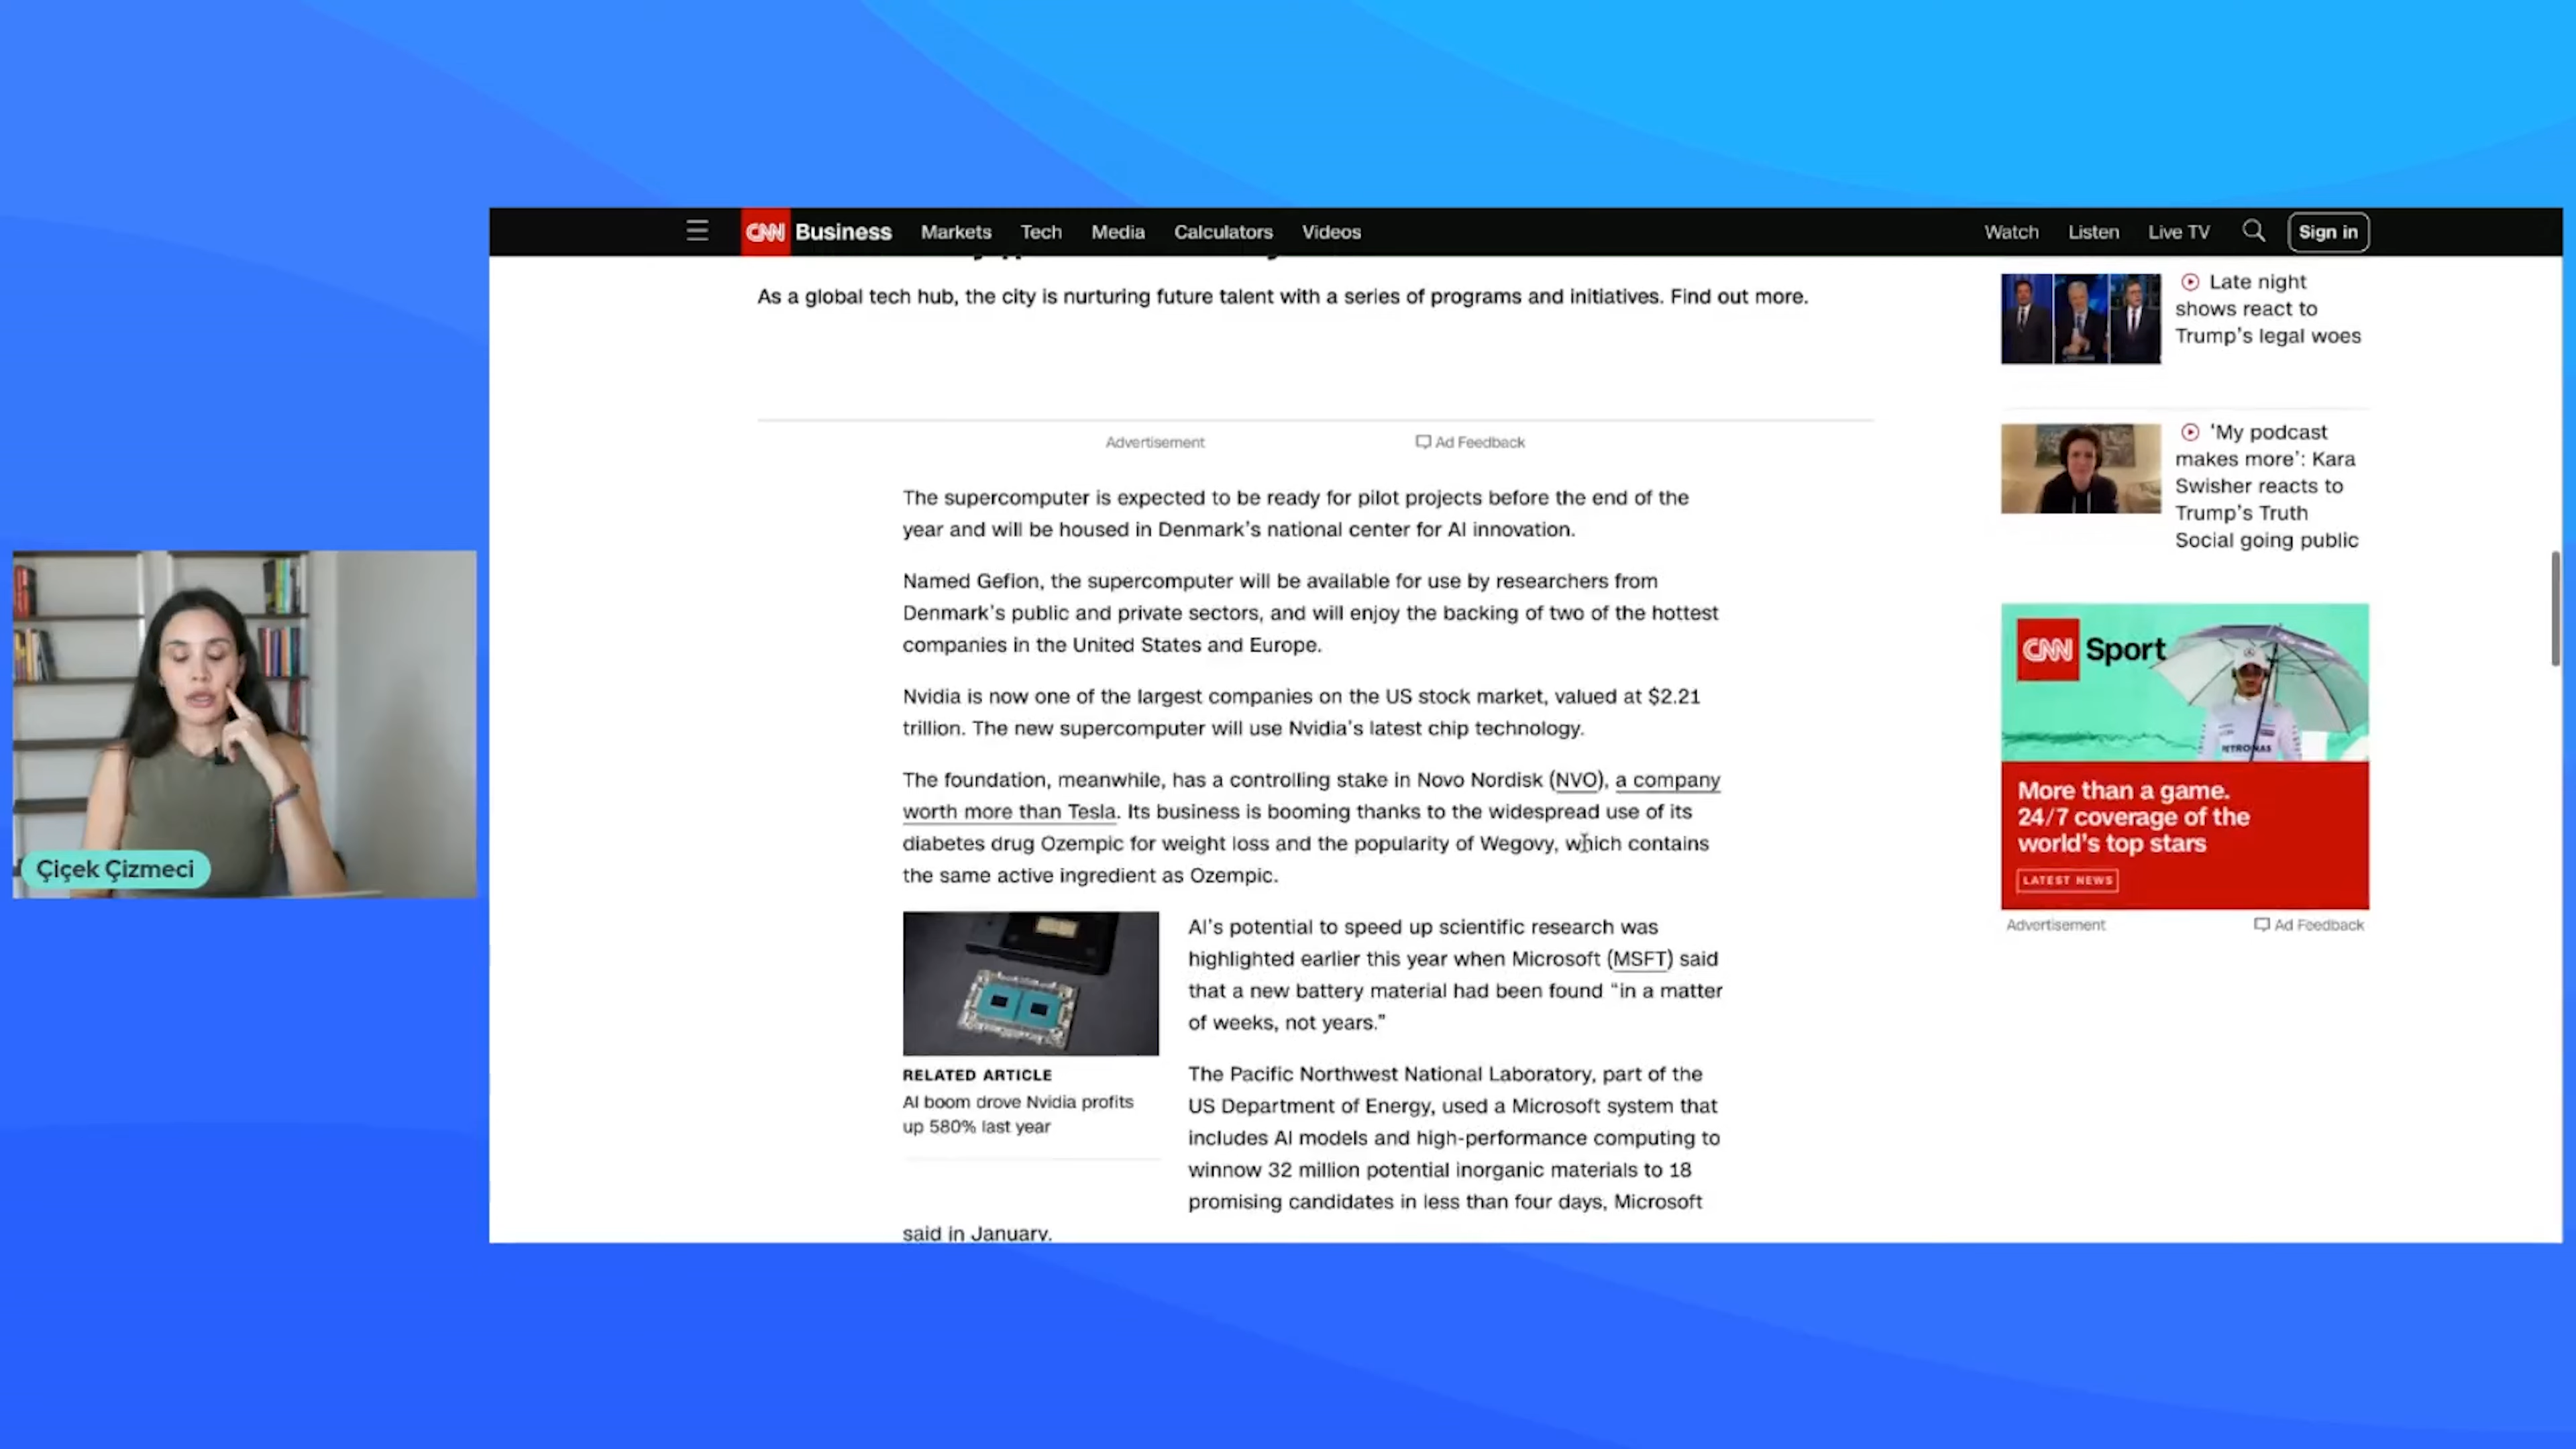 CNN Business Markets Tech Media Calculators Videos Watch Listen Live TV Sign in
As a global tech hub, the city is nurturing future talent with a series of programs and initiatives. Find out more.
Advertisement Ad Feedback
The supercomputer is expected to be ready for pilot projects before the end of the
year and will be housed in Denmark's national center for AI innovation.
Named Gefion, the supercomputer will be available for use by researchers from
Denmark's public and private sectors, and will enjoy the backing of two of the hottest
companies in the United States and Europe.
Nvidia is now one of the largest companies on the US stock market, valued at $2.21
trillion. The new supercomputer will use Nvidia's latest chip technology.
The foundation, meanwhile, has a controlling stake in Novo Nordisk (NVO), a company
worth more than Tesla. Its business is booming thanks to the widespread use of its
diabetes drug Ozempic for weight loss and the popularity of Wegovy, which contains
the same active ingredient as Ozempic.
AI's potential to speed up scientific research was
highlighted earlier this year when Microsoft (MSFT) said
that a new battery material had been found “in a matter
of weeks, not years.”
RELATED ARTICLE
AI boom drove Nvidia profits
up 580% last year
The Pacific Northwest National Laboratory, part of the
US Department of Energy, used a Microsoft system that
includes AI models and high-performance computing to
winnow 32 million potential inorganic materials to 18
promising candidates in less than four days, Microsoft
said in January.
Late night
shows react to
Trump's legal woes
‘My podcast
makes more’: Kara
Swisher reacts to
Trump's Truth
Social going public
CNN Sport
PETRONAS
More than a game.
24/7 coverage of the
world's top stars
LATEST NEWS
Advertisement Ad Feedback
Çiçek Çizmeci